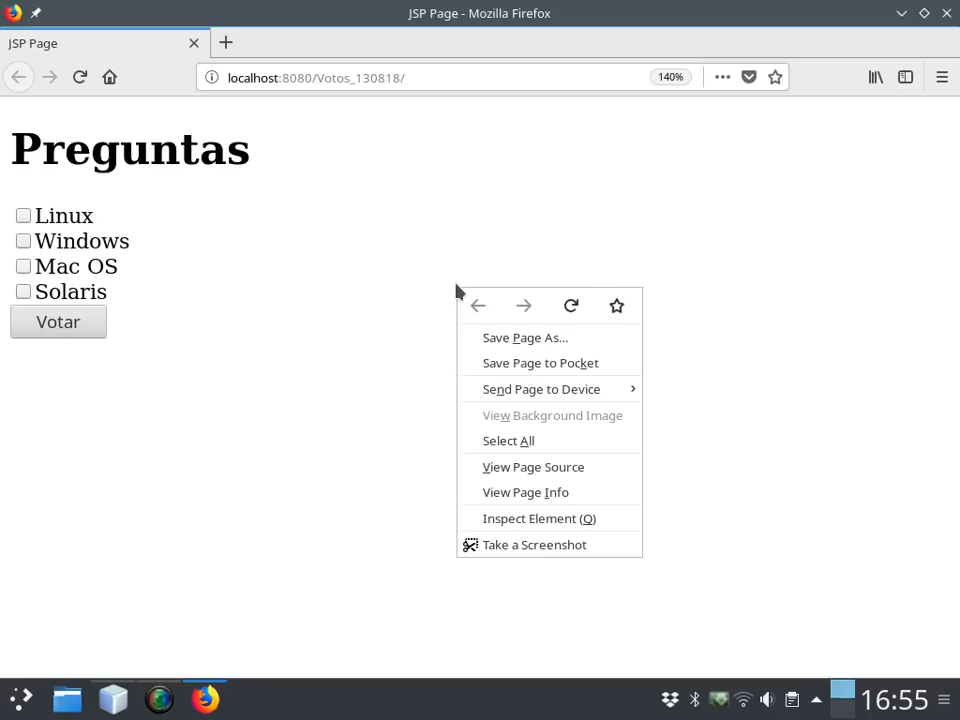 JSP Page - Mozilla Firefox
JSP Page
localhost:8080/Votos_130818/
140%
Preguntas
Linux
Windows
Mac OS
Solaris
Votar
Save Page As...
Save Page to Pocket
Send Page to Device
View Background Image
Select All
View Page Source
View Page Info
Inspect Element (Q)
Take a Screenshot
16:55